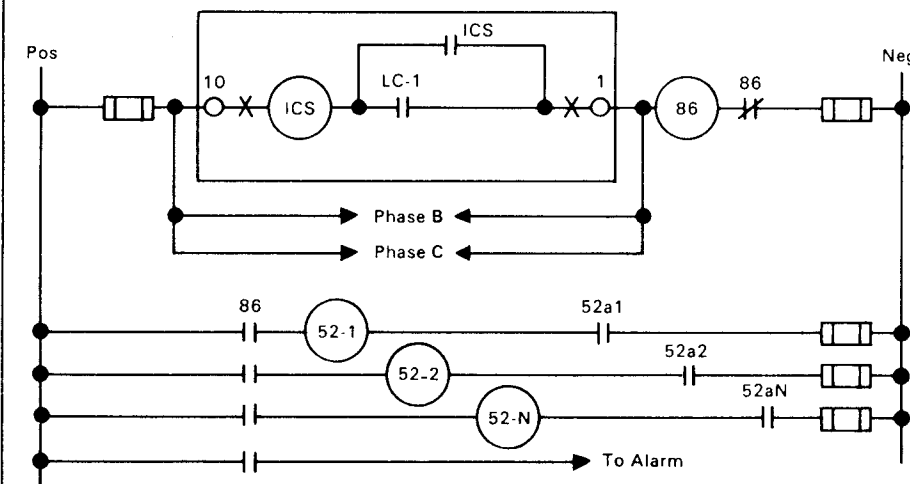 ICS
Pos
Neg
10
LC-1
1
86
ICS
86
Phase B
Phase C
86
52a1
52-1
52a2
52-2
52aN
52-N
To Alarm